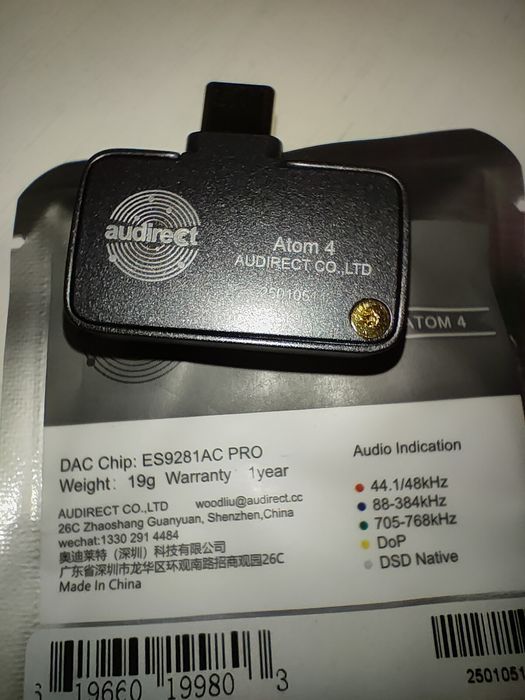 audirect
Atom 4
AUDIRECT CO.,LTD
ATOM 4
DAC Chip: ES9281AC PRO
Weight: 19g Warranty 1year
AUDIRECT CO.,LTD woodliu@audirect.cc
26C Zhaoshang Guanyuan, Shenzhen,China
wechat:1330 291 4484
奥迪莱特（深圳）科技有限公司
广东省深圳市龙华区环观南路招商观园26C
Made In China
Audio Indication
44.1/48kHz
88-384kHz
705-768kHz
DoP
DSD Native
19660 19980 3
2501051